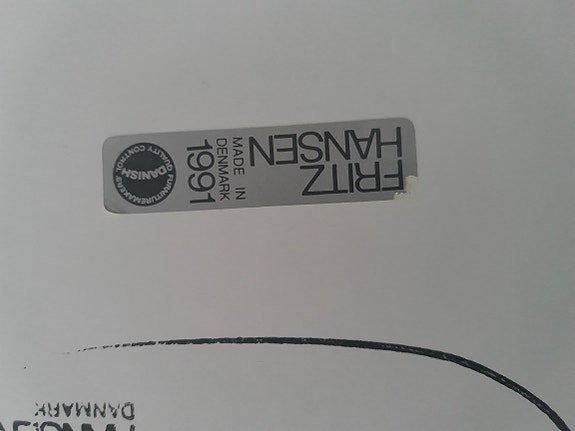 FRITZ
HANSEN
MADE IN
DENMARK
1991
DANISH
FURNITUREMAKERS'
QUALITY CONTROL
DANMARK